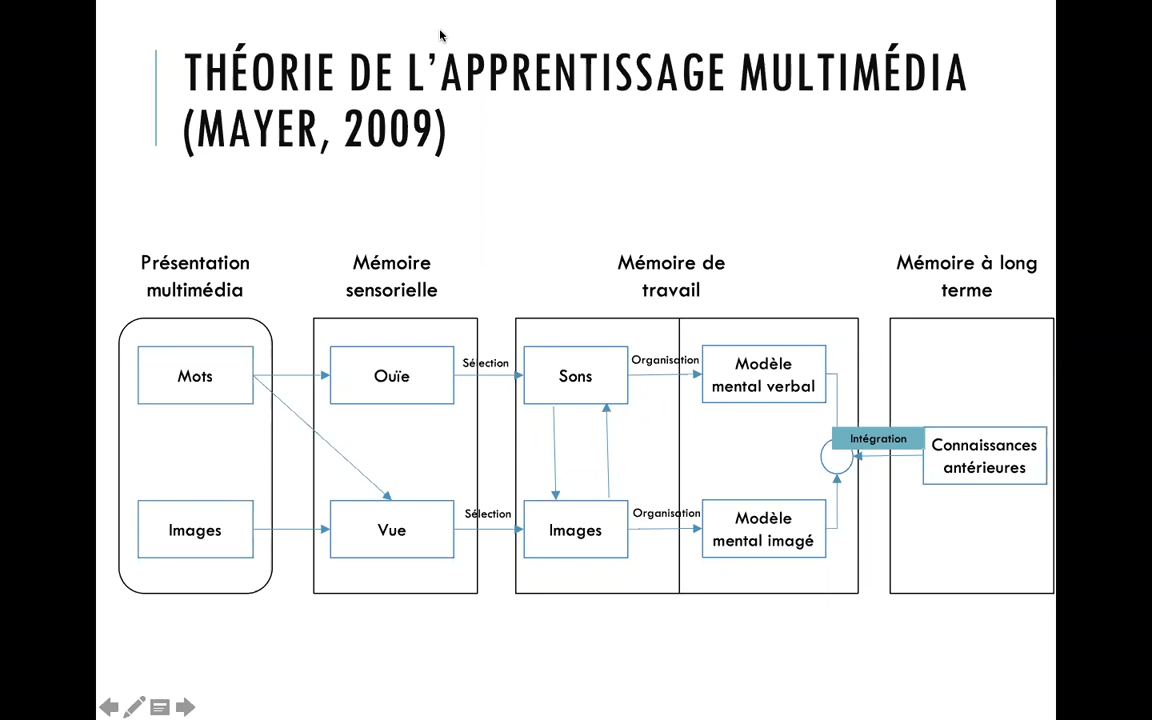 THÉORIE DE L’APPRENTISSAGE MULTIMÉDIA
(MAYER, 2009)
Présentation
multimédia
Mémoire
sensorielle
Mémoire de
travail
Mémoire à long
terme
Mots
Ouïe
Sélection
Sons
Organisation
Modèle
mental verbal
Intégration
Connaissances
antérieures
Images
Vue
Sélection
Images
Organisation
Modèle
mental imagé